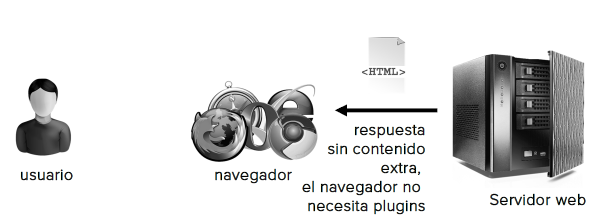 <HTML>
respuesta
sin contenido
extra,
el navegador no
necesita plugins
usuario
navegador
Servidor web